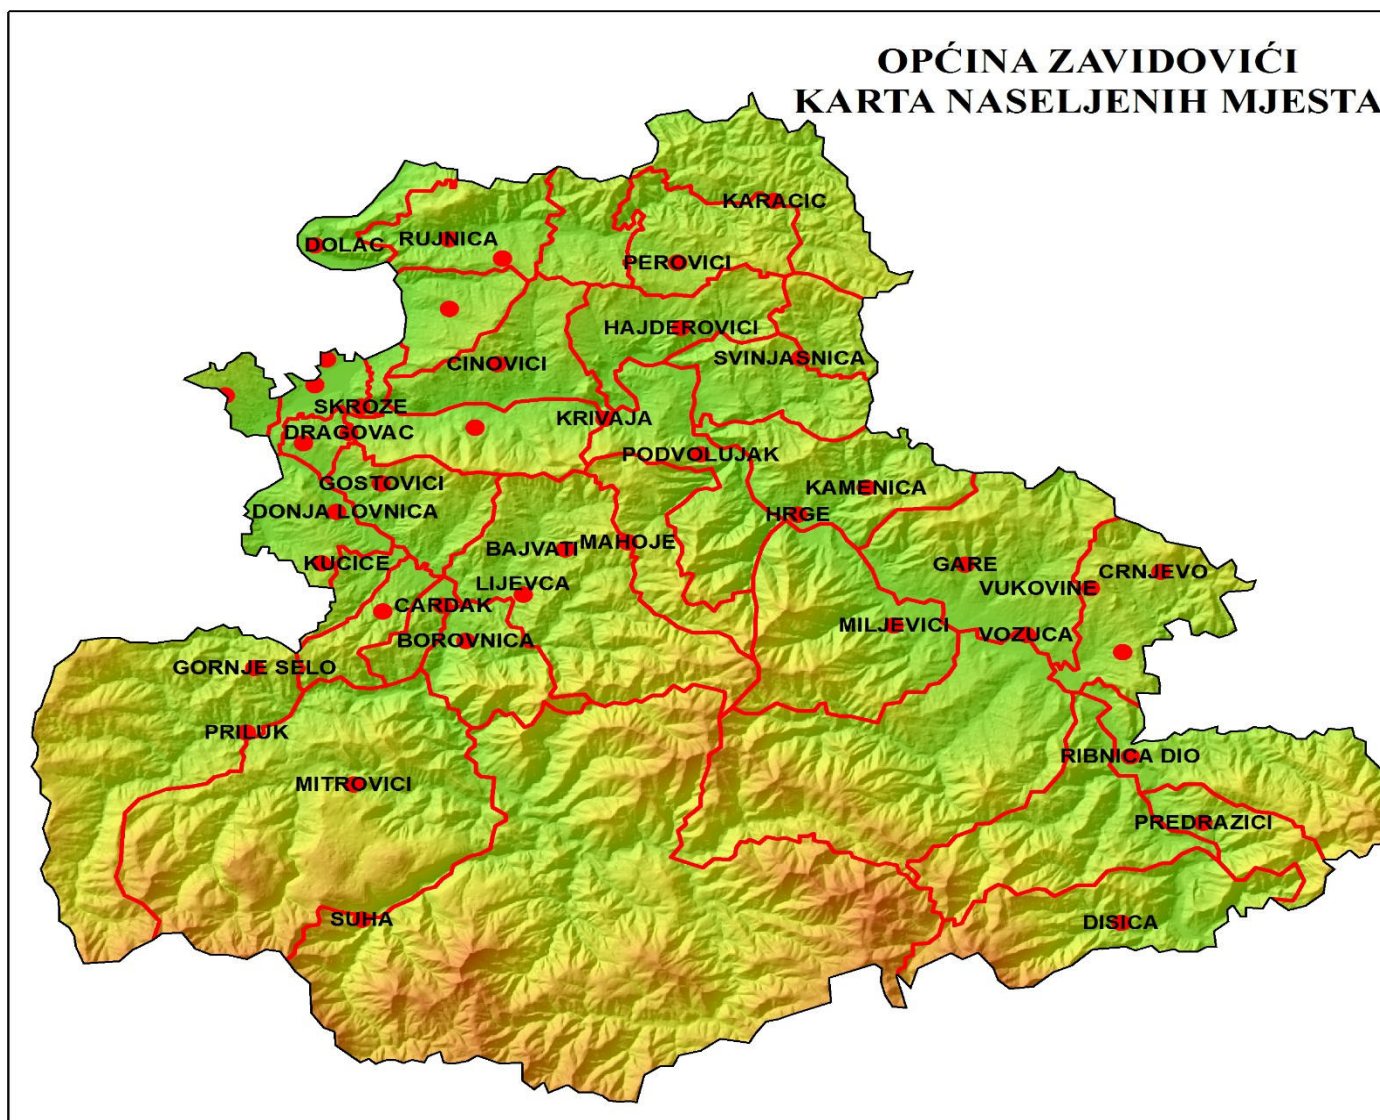 OPĆINA ZAVIDOVIĆI
KARTA NASELJENIH MJESTA
KARACIC
DOLAC
RUJNICA
PEROVICI
HAJDEROVICI
CINOVICI
SVINJASNICA
SKROZE
KRIVAJA
DRAGOVAC
PODVOLUJAK
GOSTOVICI
KAMENICA
DONJA LOVNICA
HRGE
BAJVATI
MAHOJE
KUCICE
GARE
CRNJEVO
LIJEVCA
VUKOVINE
CARDAK
MILJEVICI
VOZUCA
BOROVNICA
GORNJE SELO
PRILUK
RIBNICA DIO
MITROVICI
PREDRAZICI
SUHA
DISICA